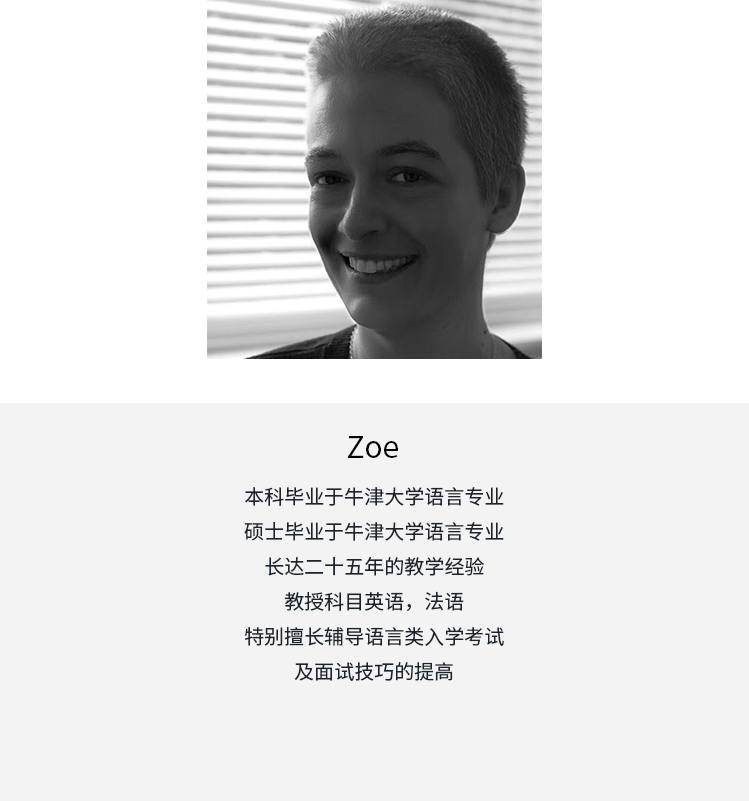 Zoe
本科毕业于牛津大学语言专业
硕士毕业于牛津大学语言专业
长达二十五年的教学经验
教授科目英语，法语
特别擅长辅导语言类入学考试
及面试技巧的提高